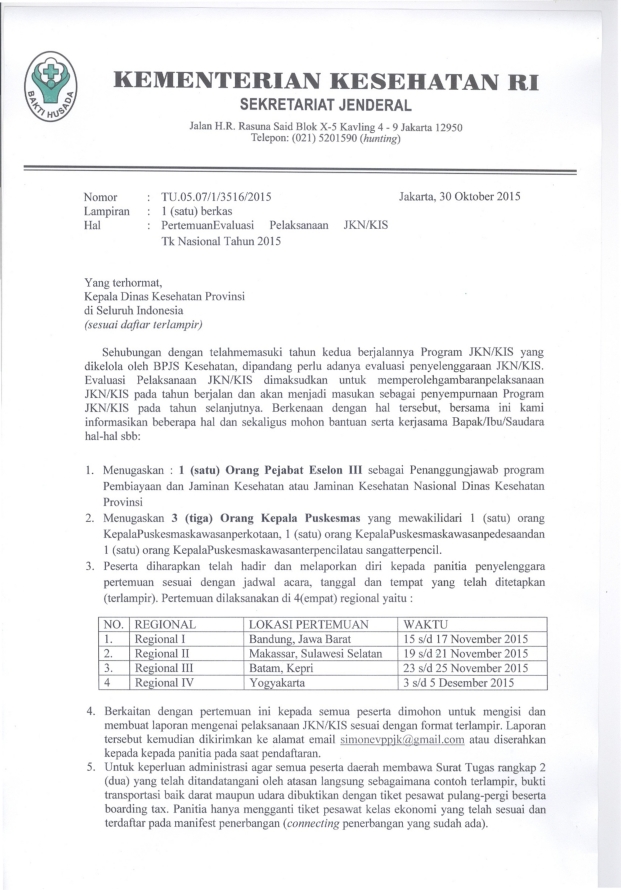 KEMENTERIAN KESEHATAN RI
SEKRETARIAT JENDERAL
Jalan H.R. Rasuna Said Blok X-5 Kavling 4 - 9 Jakarta 12950
Telepon: (021) 5201590 (hunting)
BAKTI HUSADA
Nomor : TU.05.07/1/3516/2015 Jakarta, 30 Oktober 2015
Lampiran : 1 (satu) berkas
Hal : PertemuanEvaluasi Pelaksanaan JKN/KIS
Tk Nasional Tahun 2015
Yang terhormat,
Kepala Dinas Kesehatan Provinsi
di Seluruh Indonesia
(sesuai daftar terlampir)
Sehubungan dengan telahmemasuki tahun kedua berjalannya Program JKN/KIS yang
dikelola oleh BPJS Kesehatan, dipandang perlu adanya evaluasi penyelenggaraan JKN/KIS.
Evaluasi Pelaksanaan JKN/KIS dimaksudkan untuk memperolehgambaranpelaksanaan
JKN/KIS pada tahun berjalan dan akan menjadi masukan sebagai penyempurnaan Program
JKN/KIS pada tahun selanjutnya. Berkenaan dengan hal tersebut, bersama ini kami
informasikan beberapa hal dan sekaligus mohon bantuan serta kerjasama Bapak/Ibu/Saudara
hal-hal sbb:
1. Menugaskan : 1 (satu) Orang Pejabat Eselon III sebagai Penanggungjawab program
Pembiayaan dan Jaminan Kesehatan atau Jaminan Kesehatan Nasional Dinas Kesehatan
Provinsi
2. Menugaskan 3 (tiga) Orang Kepala Puskesmas yang mewakilidari 1 (satu) orang
KepalaPuskesmaskawasanperkotaan, 1 (satu) orang KepalaPuskesmaskawasanpedesaandan
1 (satu) orang KepalaPuskesmaskawasanterpencilatau sangatterpencil.
3. Peserta diharapkan telah hadir dan melaporkan diri kepada panitia penyelenggara
pertemuan sesuai dengan jadwal acara, tanggal dan tempat yang telah ditetapkan
(terlampir). Pertemuan dilaksanakan di 4(empat) regional yaitu :
NO. REGIONAL LOKASI PERTEMUAN WAKTU
1. Regional I Bandung, Jawa Barat 15 s/d 17 November 2015
2. Regional II Makassar, Sulawesi Selatan 19 s/d 21 November 2015
3. Regional III Batam, Kepri 23 s/d 25 November 2015
4 Regional IV Yogyakarta 3 s/d 5 Desember 2015
4. Berkaitan dengan pertemuan ini kepada semua peserta dimohon untuk mengisi dan
membuat laporan mengenai pelaksanaan JKN/KIS sesuai dengan format terlampir. Laporan
tersebut kemudian dikirimkan ke alamat email simonevppjk@gmail.com atau diserahkan
kepada kepada panitia pada saat pendaftaran.
5. Untuk keperluan administrasi agar semua peserta daerah membawa Surat Tugas rangkap 2
(dua) yang telah ditandatangani oleh atasan langsung sebagaimana contoh terlampir, bukti
transportasi baik darat maupun udara dibuktikan dengan tiket pesawat pulang-pergi beserta
boarding tax. Panitia hanya mengganti tiket pesawat kelas ekonomi yang telah sesuai dan
terdaftar pada manifest penerbangan (connecting penerbangan yang sudah ada).